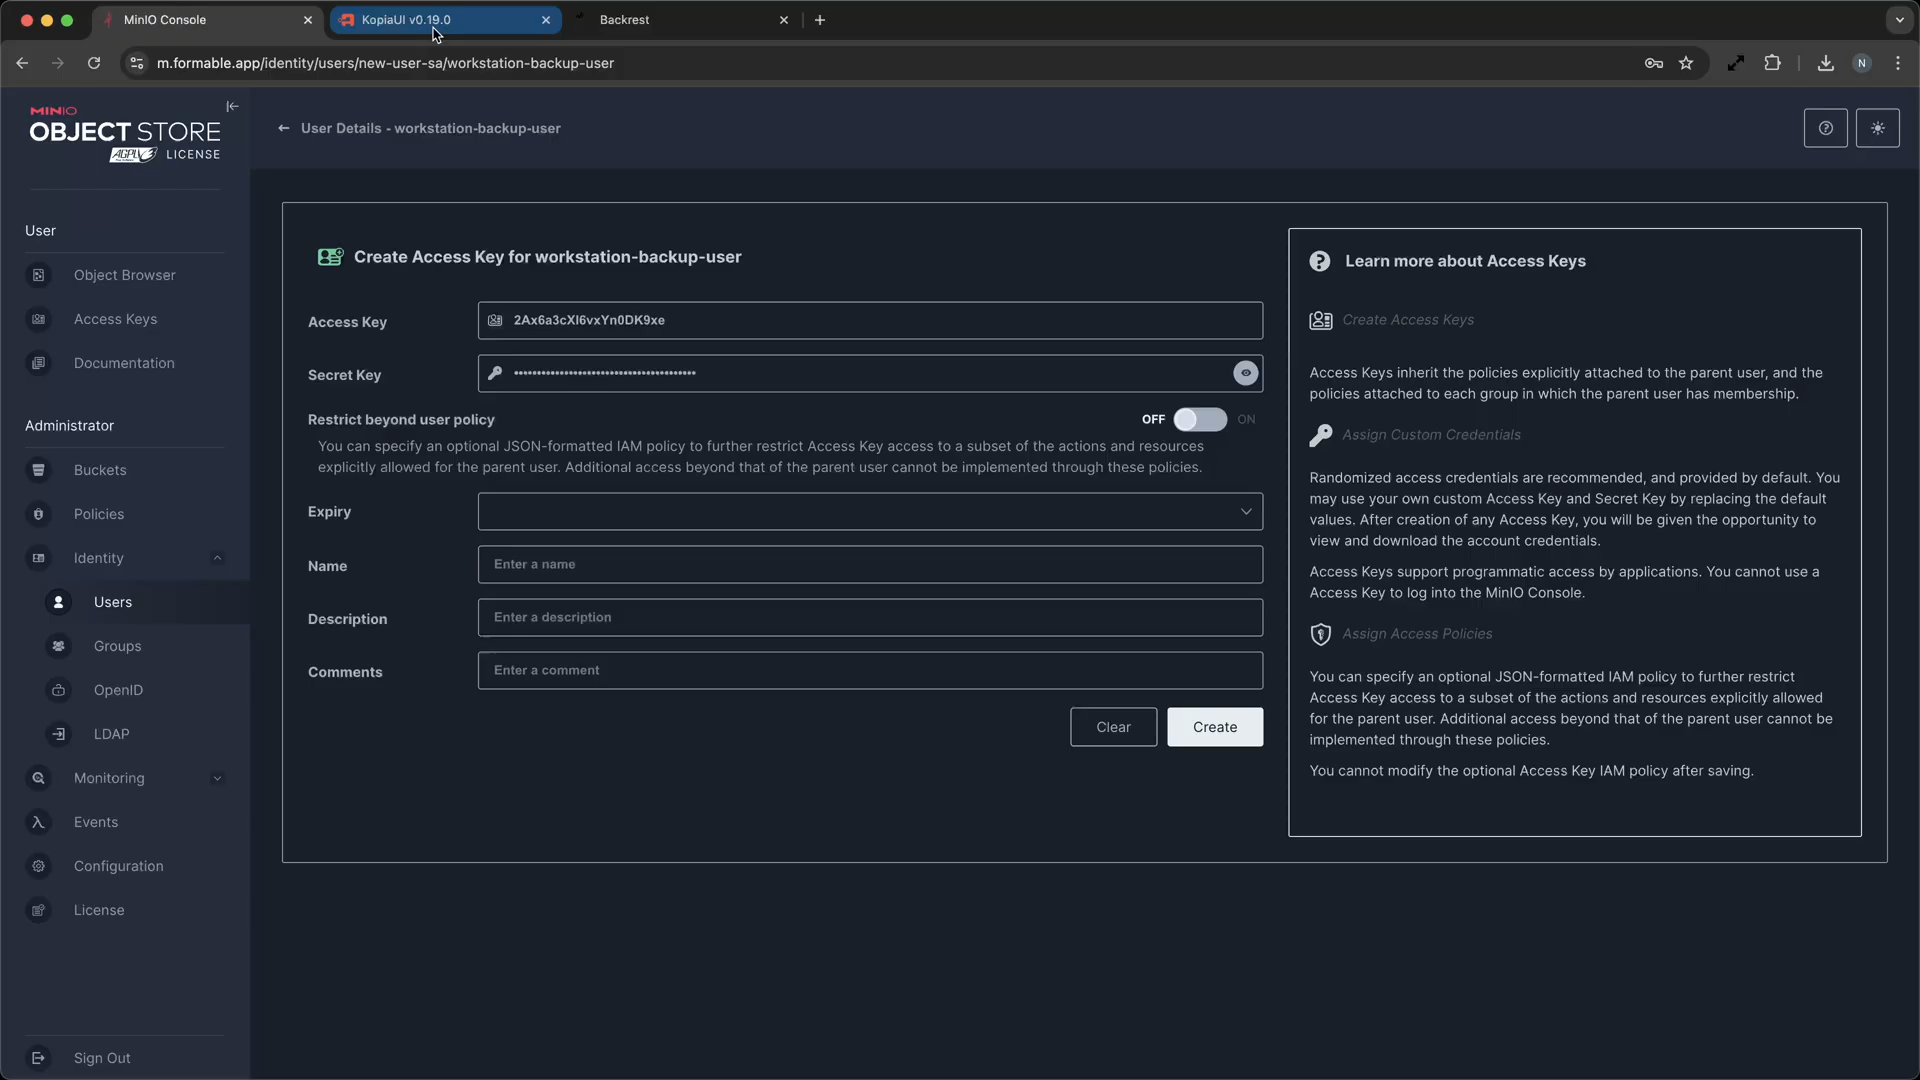 MinIO Console
KopiaUI v0.19.0
Backrest
m.formable.app/identity/users/new-user-sa/workstation-backup-user
N
MINIO
OBJECT STORE
AGPLv3 LICENSE
User
Object Browser
Access Keys
Documentation
Administrator
Buckets
Policies
Identity
Users
Groups
OpenID
LDAP
Monitoring
Events
Configuration
License
Sign Out
User Details - workstation-backup-user
Create Access Key for workstation-backup-user
Access Key
2Ax6a3cXl6vxYn0DK9xe
Secret Key
••••••••••••••••••••••••••••••••••••••••
Restrict beyond user policy
OFF
ON
You can specify an optional JSON-formatted IAM policy to further restrict Access Key access to a subset of the actions and resources
explicitly allowed for the parent user. Additional access beyond that of the parent user cannot be implemented through these policies.
Expiry
Name
Enter a name
Description
Enter a description
Comments
Enter a comment
Clear
Create
Learn more about Access Keys
Create Access Keys
Access Keys inherit the policies explicitly attached to the parent user, and the
policies attached to each group in which the parent user has membership.
Assign Custom Credentials
Randomized access credentials are recommended, and provided by default. You
may use your own custom Access Key and Secret Key by replacing the default
values. After creation of any Access Key, you will be given the opportunity to
view and download the account credentials.
Access Keys support programmatic access by applications. You cannot use a
Access Key to log into the MinIO Console.
Assign Access Policies
You can specify an optional JSON-formatted IAM policy to further restrict
Access Key access to a subset of the actions and resources explicitly allowed
for the parent user. Additional access beyond that of the parent user cannot be
implemented through these policies.
You cannot modify the optional Access Key IAM policy after saving.